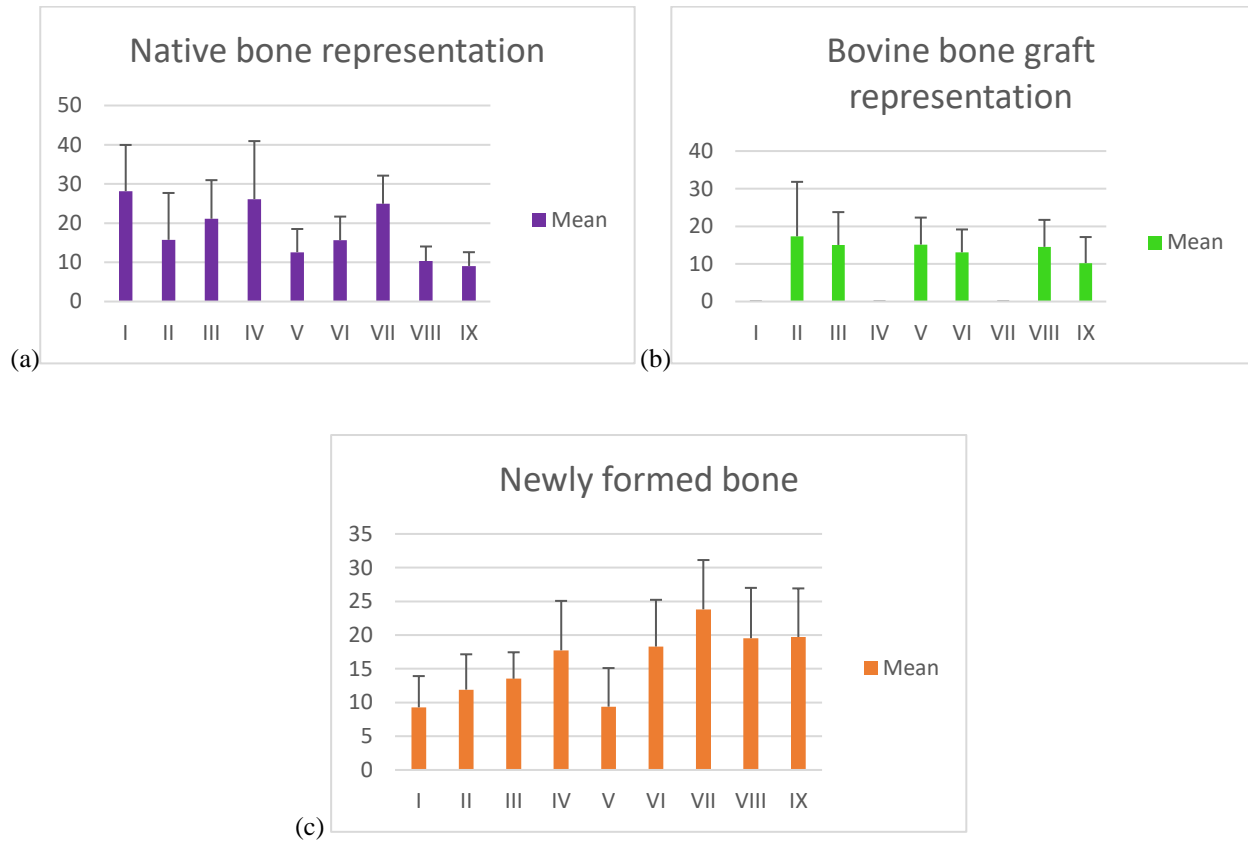 Native bone representation
50
40
30
20
10
0
I II III IV V VI VII VIII IX
Mean
(a)
Bovine bone graft
representation
40
30
20
10
0
I II III IV V VI VII VIII IX
Mean
(b)
Newly formed bone
35
30
25
20
15
10
5
0
I II III IV V VI VII VIII IX
Mean
(c)